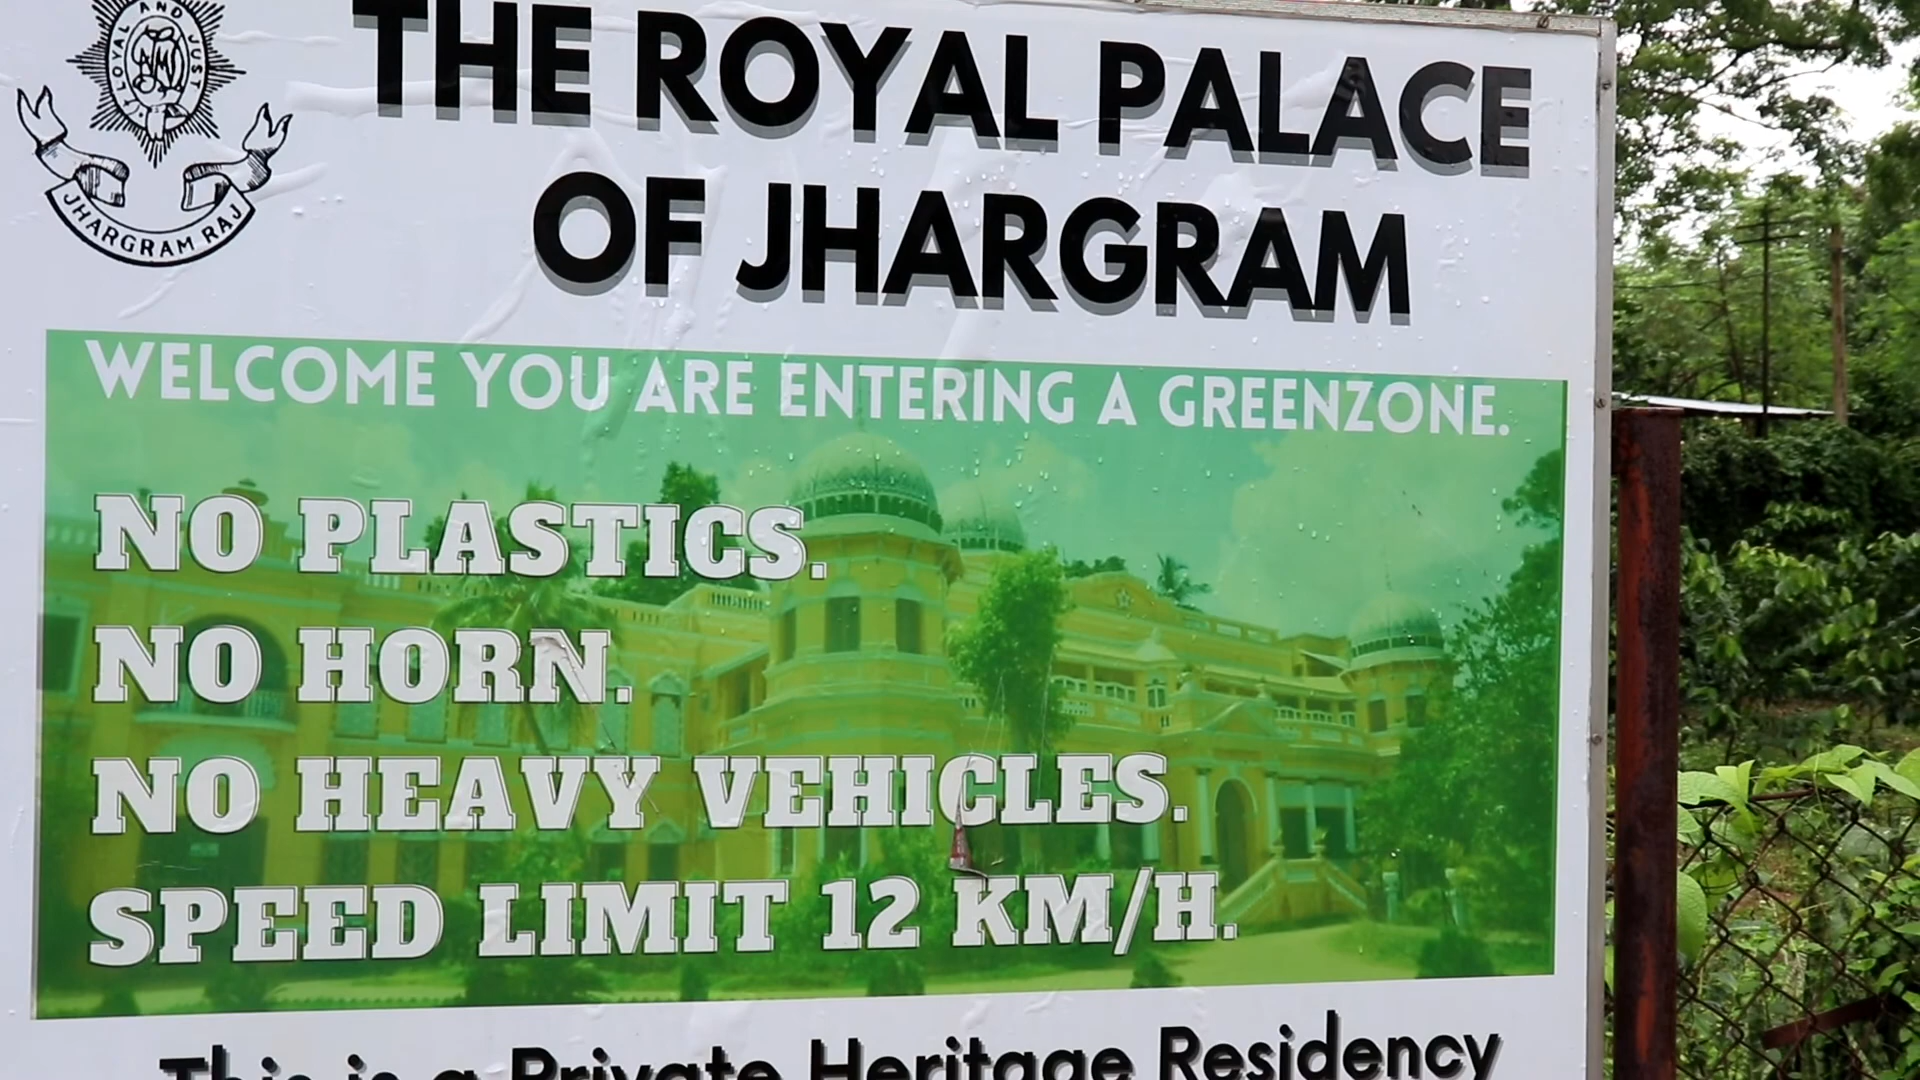 LOYAL AND JUST
JHARGRAM RAJ
THE ROYAL PALACE
OF JHARGRAM
WELCOME YOU ARE ENTERING A GREENZONE.
NO PLASTICS.
NO HORN.
NO HEAVY VEHICLES.
SPEED LIMIT 12 KM/H.
This is a Private Heritage Residency